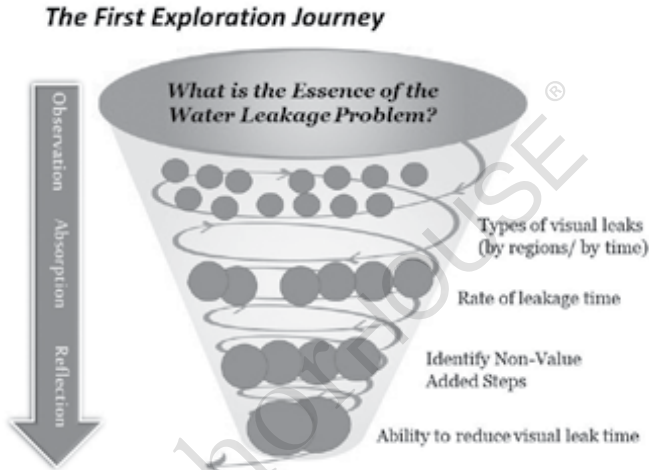 The First Exploration Journey
What is the Essence of the
Water Leakage Problem?
Observation
Absorption
Reflection
Types of visual leaks
(by regions/ by time)
Rate of leakage time
Identify Non-Value
Added Steps
Ability to reduce visual leak time